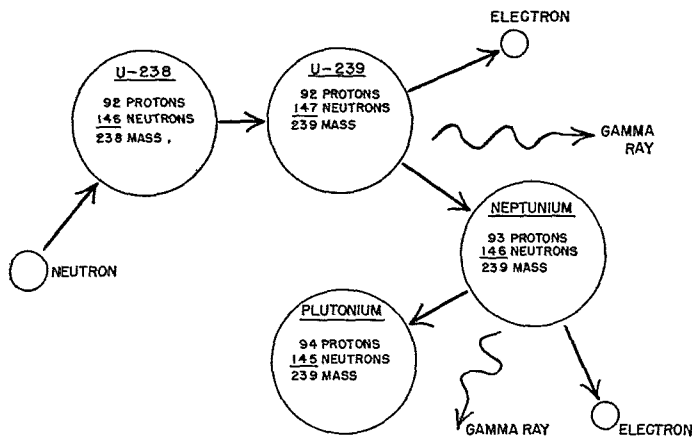 ELECTRON
U-238
92 PROTONS
146 NEUTRONS
238 MASS
U-239
92 PROTONS
147 NEUTRONS
239 MASS
GAMMA
RAY
NEUTRON
NEPTUNIUM
93 PROTONS
146 NEUTRONS
239 MASS
PLUTONIUM
94 PROTONS
145 NEUTRONS
239 MASS
GAMMA RAY
ELECTRON